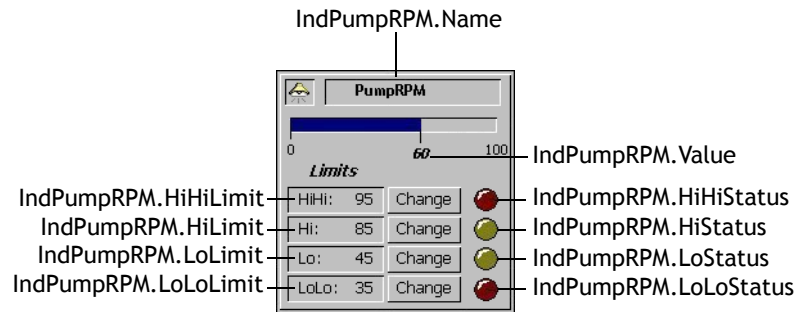 IndPumpRPM.Name
PumpRPM
0 60 100
IndPumpRPM.Value
Limits
IndPumpRPM.HiHiLimit HiHi: 95 Change IndPumpRPM.HiHiStatus
IndPumpRPM.HiLimit Hi: 85 Change IndPumpRPM.HiStatus
IndPumpRPM.LoLimit Lo: 45 Change IndPumpRPM.LoStatus
IndPumpRPM.LoLoLimit LoLo: 35 Change IndPumpRPM.LoLoStatus